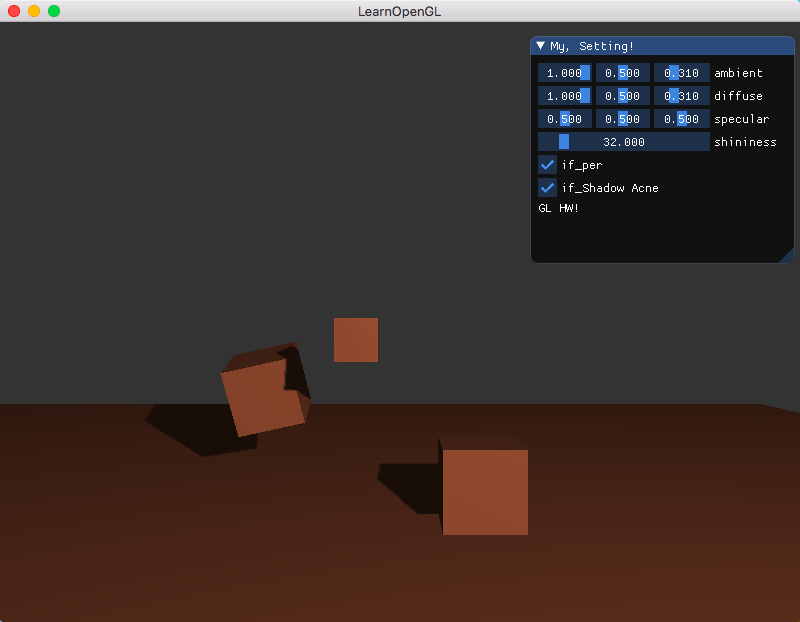 LearnOpenGL
▼ My, Setting!
1.000 0.500 0.310 ambient
1.000 0.500 0.310 diffuse
0.500 0.500 0.500 specular
32.000 shininess
if_per
if_Shadow Acne
GL HW!